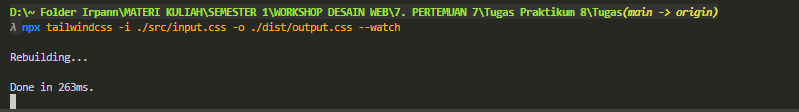 D:\~ Folder Irpann\MATERI KULIAH\SEMESTER 1\WORKSHOP DESAIN WEB\7. PERTEMUAN 7\Tugas Praktikum 8\Tugas(main -> origin)
λ npx tailwindcss -i ./src/input.css -o ./dist/output.css --watch
Rebuilding...
Done in 263ms.